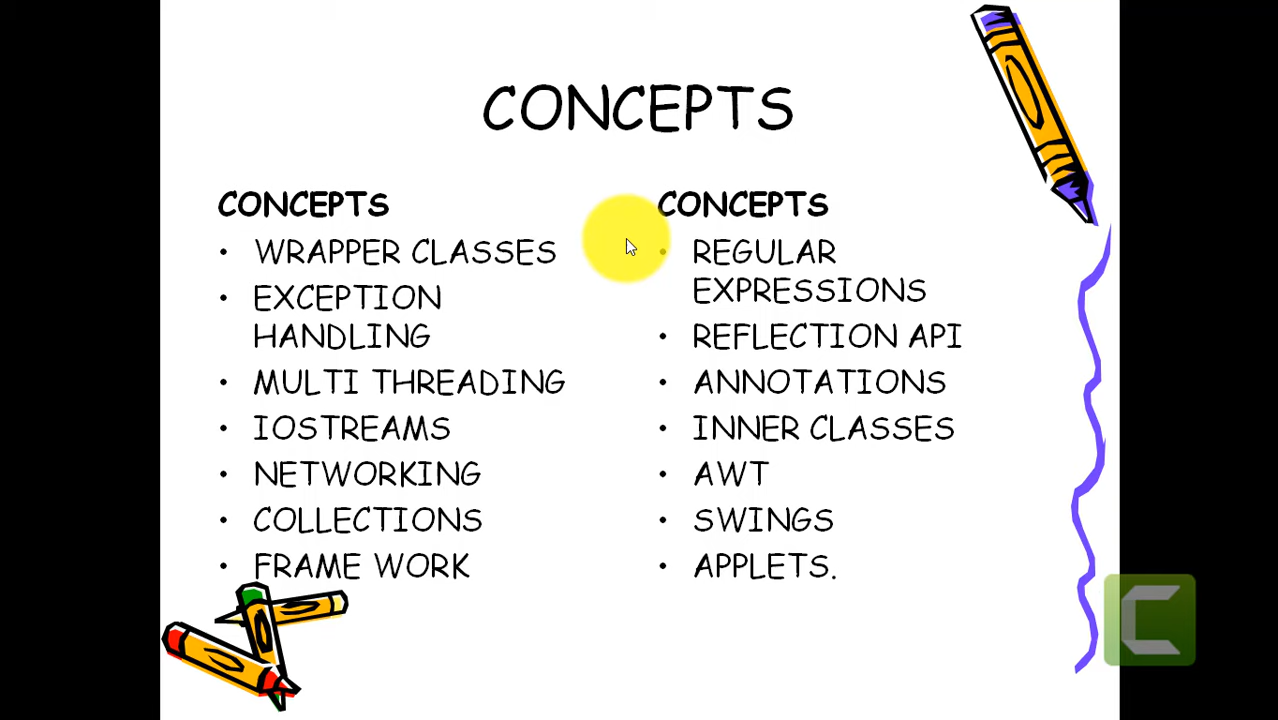 CONCEPTS
CONCEPTS
• WRAPPER CLASSES
• EXCEPTION
HANDLING
• MULTI THREADING
• IOSTREAMS
• NETWORKING
• COLLECTIONS
• FRAME WORK
CONCEPTS
• REGULAR
EXPRESSIONS
• REFLECTION API
• ANNOTATIONS
• INNER CLASSES
• AWT
• SWINGS
• APPLETS.